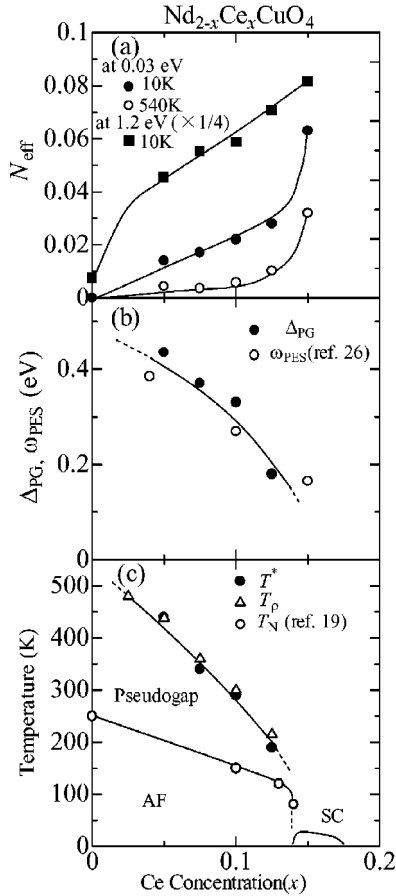 Nd2-xCexCuO4
0.1
(a)
at 0.03 eV
10K
540K
at 1.2 eV (×1/4)
10K
0.08
0.06
0.04
0.02
0
Neff
(b)
ΔPG
ωPES(ref. 26)
0.4
0.2
0
ΔPG, ωPES (eV)
(c)
T*
Tρ
TN (ref. 19)
500
400
300
200
100
0
Temperature (K)
Pseudogap
AF
SC
0
0.1
0.2
Ce Concentration(x)